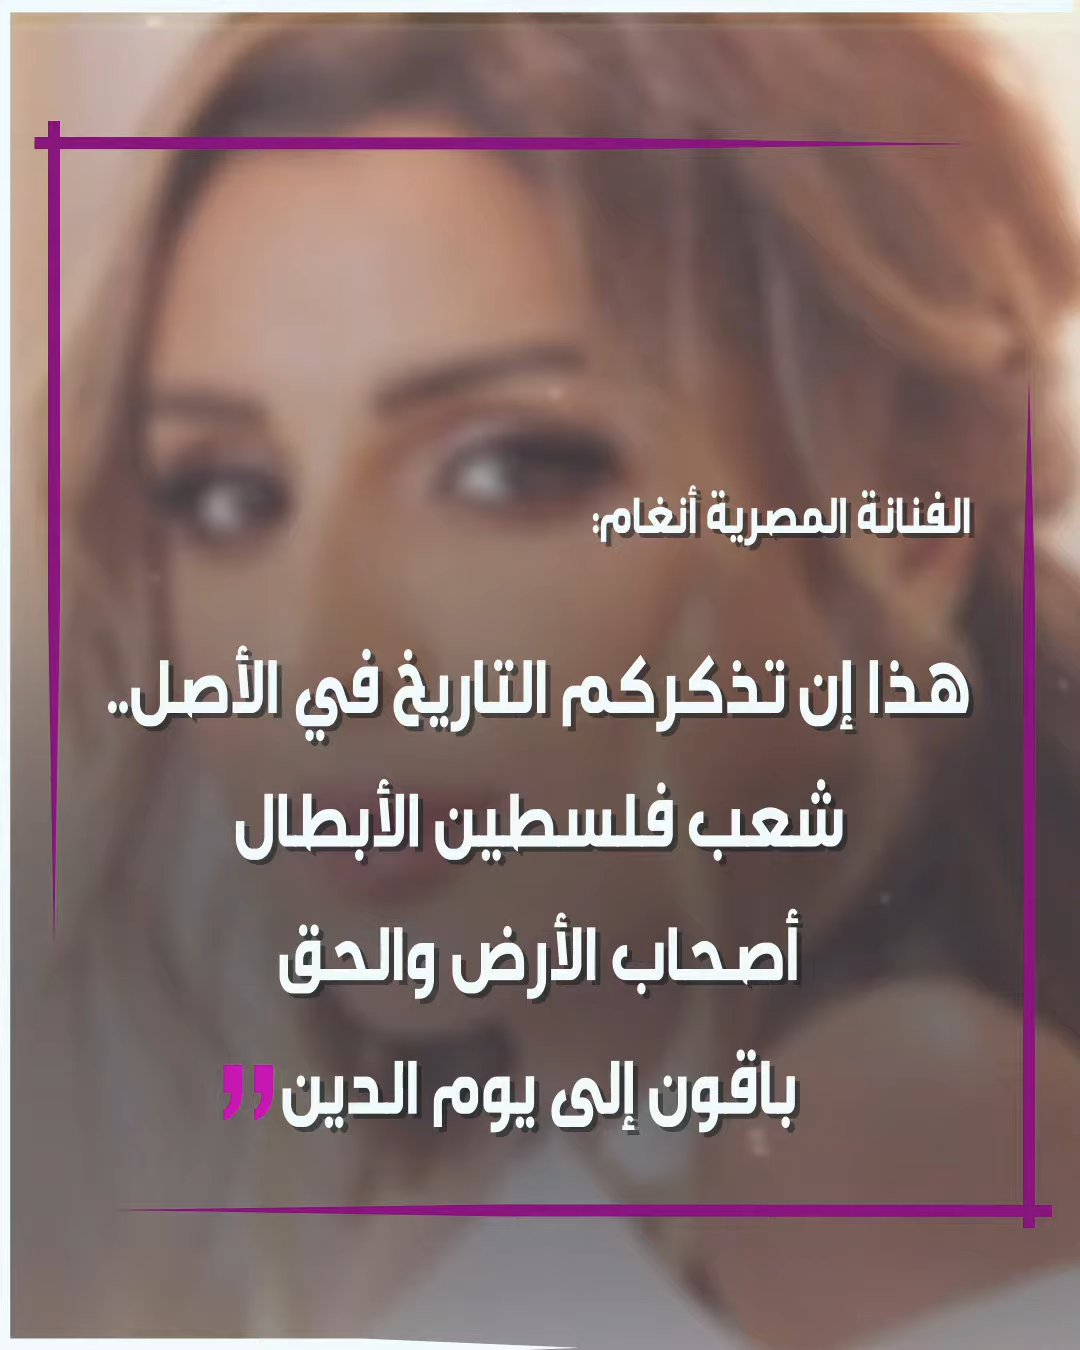 الفنانة المصرية أنغام:
هذا إن تذكركم التاريخ في الأصل..
شعب فلسطين الأبطال
أصحاب الأرض والحق
باقون إلى يوم الدين”